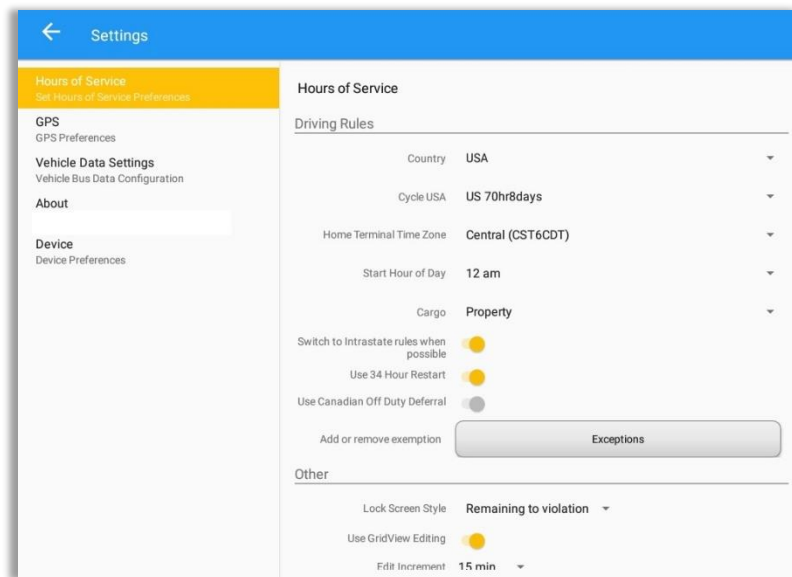 Settings
Hours of Service
Set Hours of Service Preferences
GPS
GPS Preferences
Vehicle Data Settings
Vehicle Bus Data Configuration
About
Device
Device Preferences
Hours of Service
Driving Rules
Country USA
Cycle USA US 70hr8days
Home Terminal Time Zone Central (CST6CDT)
Start Hour of Day 12 am
Cargo Property
Switch to Intrastate rules when
possible
Use 34 Hour Restart
Use Canadian Off Duty Deferral
Add or remove exemption Exceptions
Other
Lock Screen Style Remaining to violation
Use GridView Editing
Edit Increment 15 min